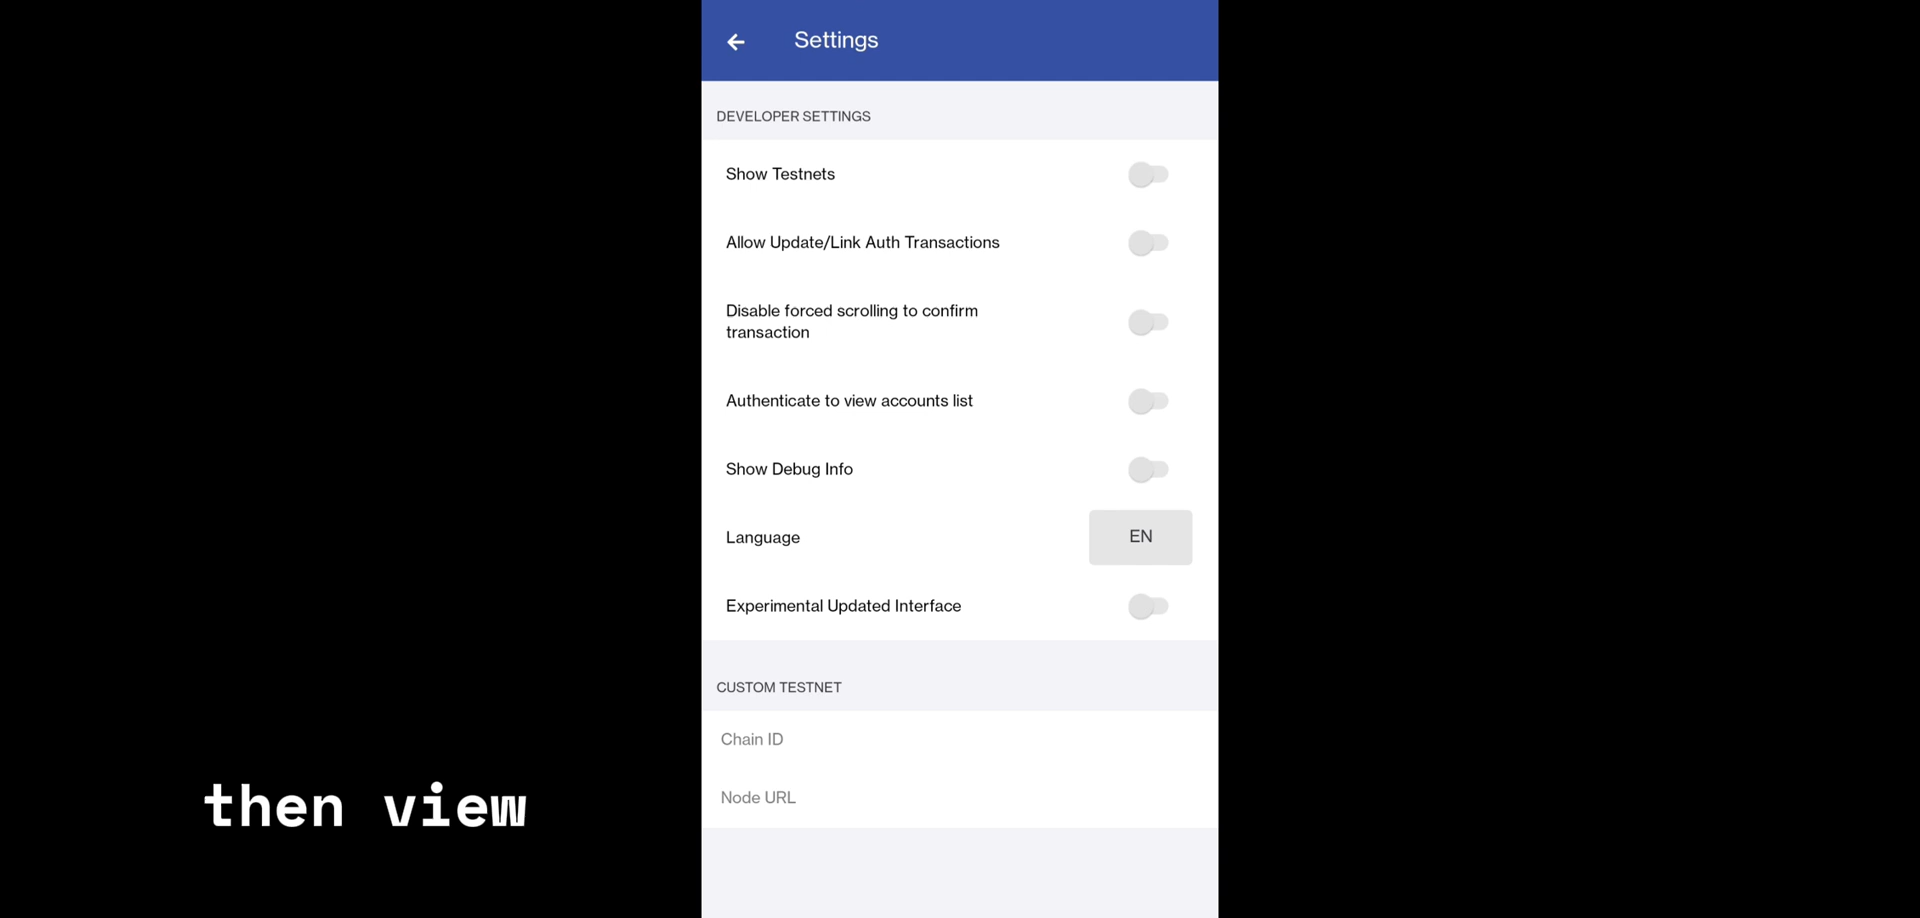 Settings
DEVELOPER SETTINGS
Show Testnets
Allow Update/Link Auth Transactions
Disable forced scrolling to confirm
transaction
Authenticate to view accounts list
Show Debug Info
Language
EN
Experimental Updated Interface
CUSTOM TESTNET
Chain ID
Node URL
then view